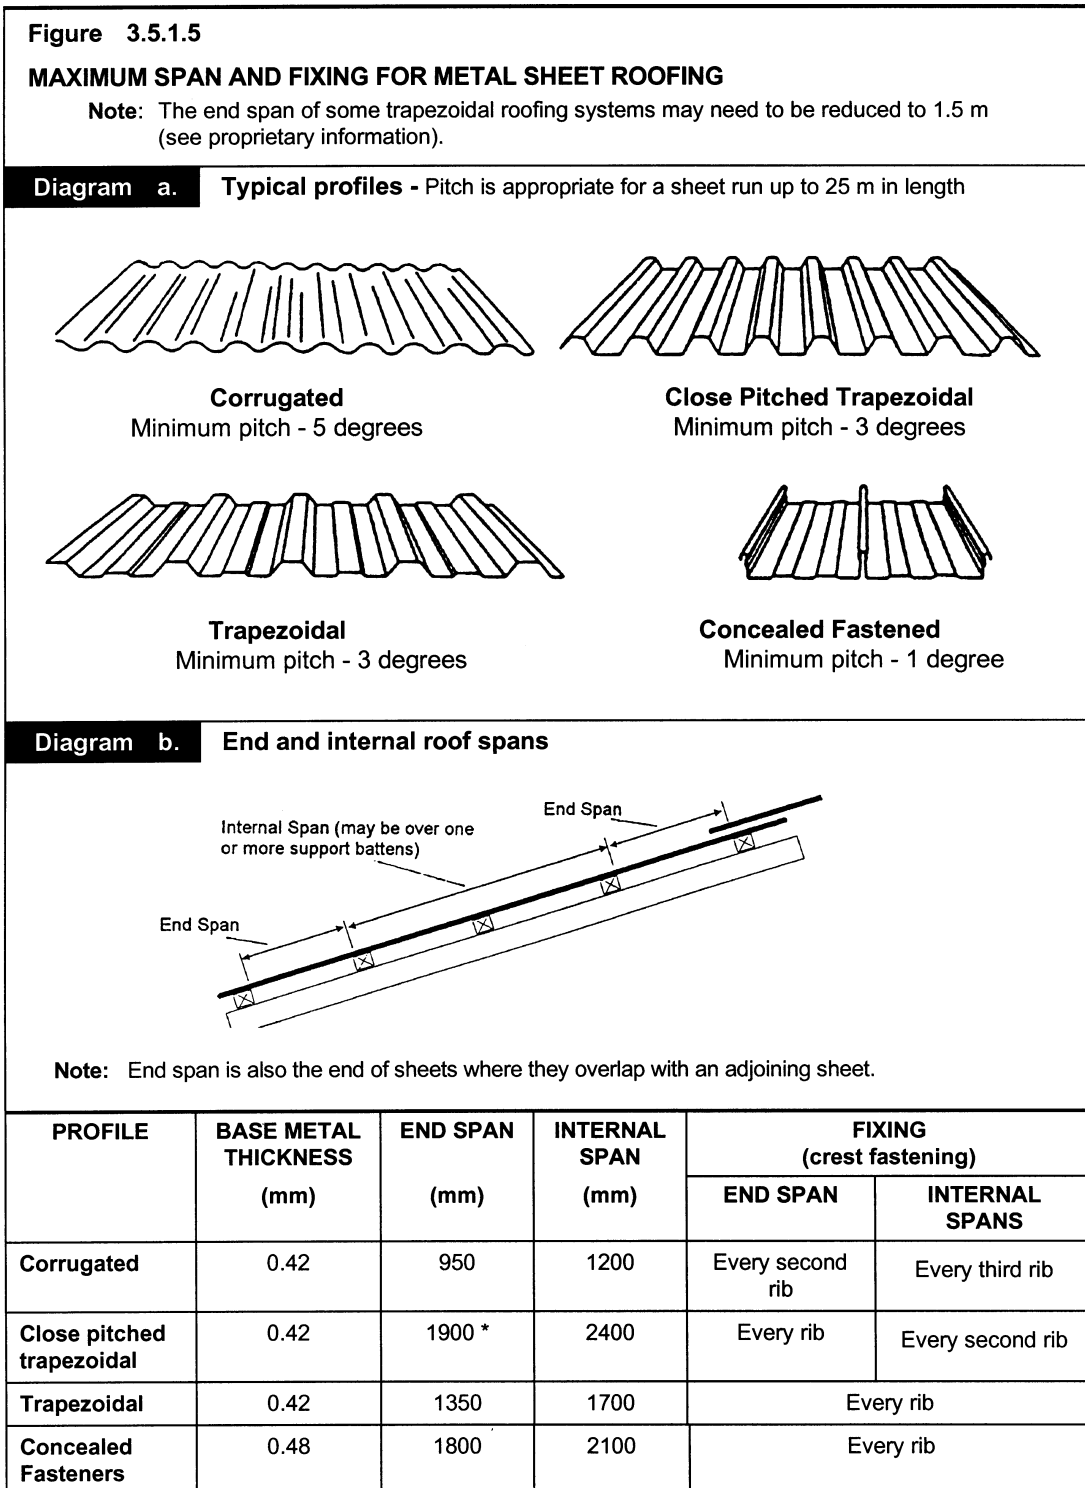 Figure 3.5.1.5
MAXIMUM SPAN AND FIXING FOR METAL SHEET ROOFING
Note: The end span of some trapezoidal roofing systems may need to be reduced to 1.5 m
(see proprietary information).
Diagram a. Typical profiles - Pitch is appropriate for a sheet run up to 25 m in length
Corrugated
Minimum pitch - 5 degrees
Close Pitched Trapezoidal
Minimum pitch - 3 degrees
Trapezoidal
Minimum pitch - 3 degrees
Concealed Fastened
Minimum pitch - 1 degree
Diagram b. End and internal roof spans
End Span
Internal Span (may be over one
or more support battens)
End Span
Note: End span is also the end of sheets where they overlap with an adjoining sheet.
PROFILE
BASE METAL
THICKNESS
(mm)
END SPAN
(mm)
INTERNAL
SPAN
(mm)
FIXING
(crest fastening)
END SPAN
INTERNAL
SPANS
Corrugated 0.42 950 1200 Every second
rib
Every third rib
Close pitched
trapezoidal
0.42 1900 * 2400 Every rib Every second rib
Trapezoidal 0.42 1350 1700 Every rib
Concealed
Fasteners
0.48 1800 2100 Every rib